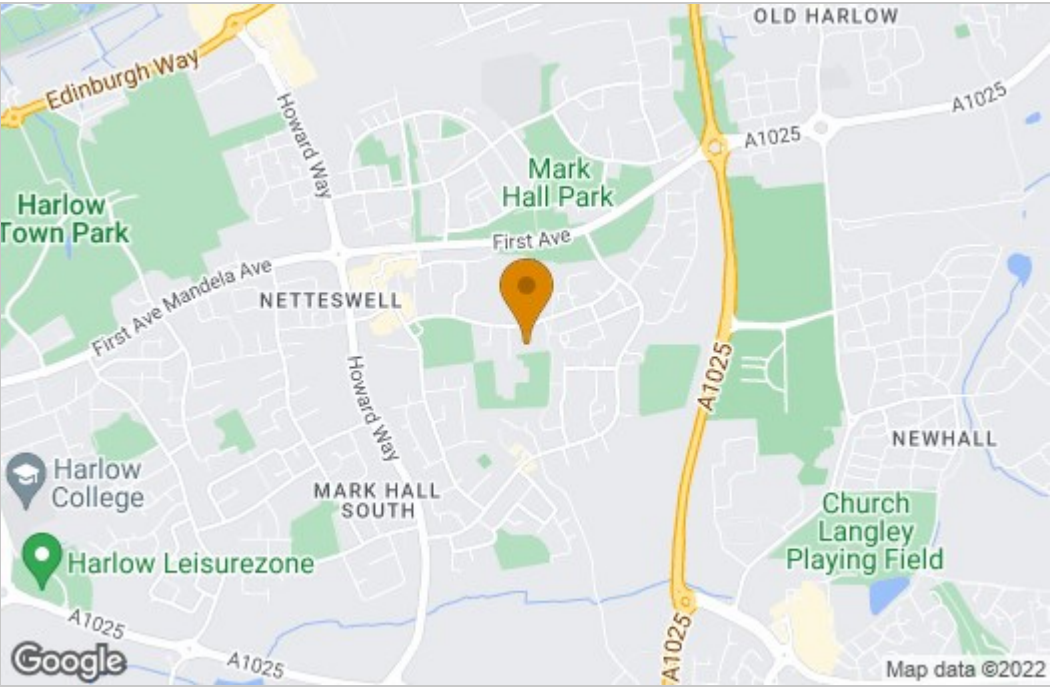 OLD HARLOW
Edinburgh Way
A1025
A1025
Howard Way
Mark
Hall Park
Harlow
Town Park
First Ave
First Ave Mandela Ave
NETTESWELL
A1025
Howard Way
NEWHALL
Harlow
College
MARK HALL
SOUTH
Church
Langley
Playing Field
Harlow Leisurezone
A1025
A1025
A1025
Google
Map data ©2022